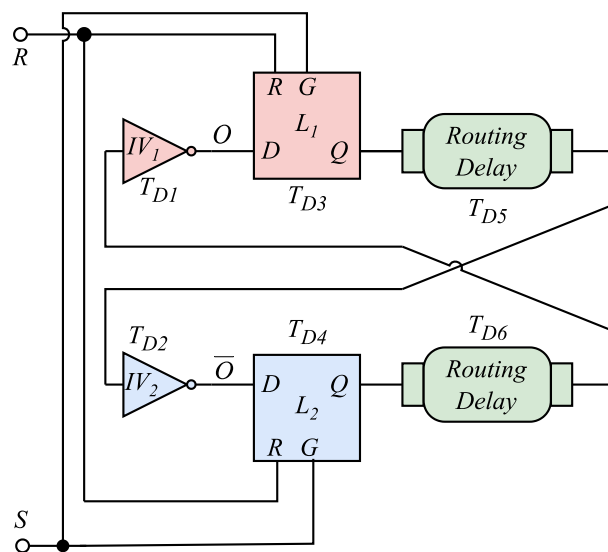 R
R G
L1
IV1
O
D
Q
TD1
TD3
Routing
Delay
TD5
TD2
TD4
TD6
IV2
O̅
D
Q
L2
R G
Routing
Delay
S